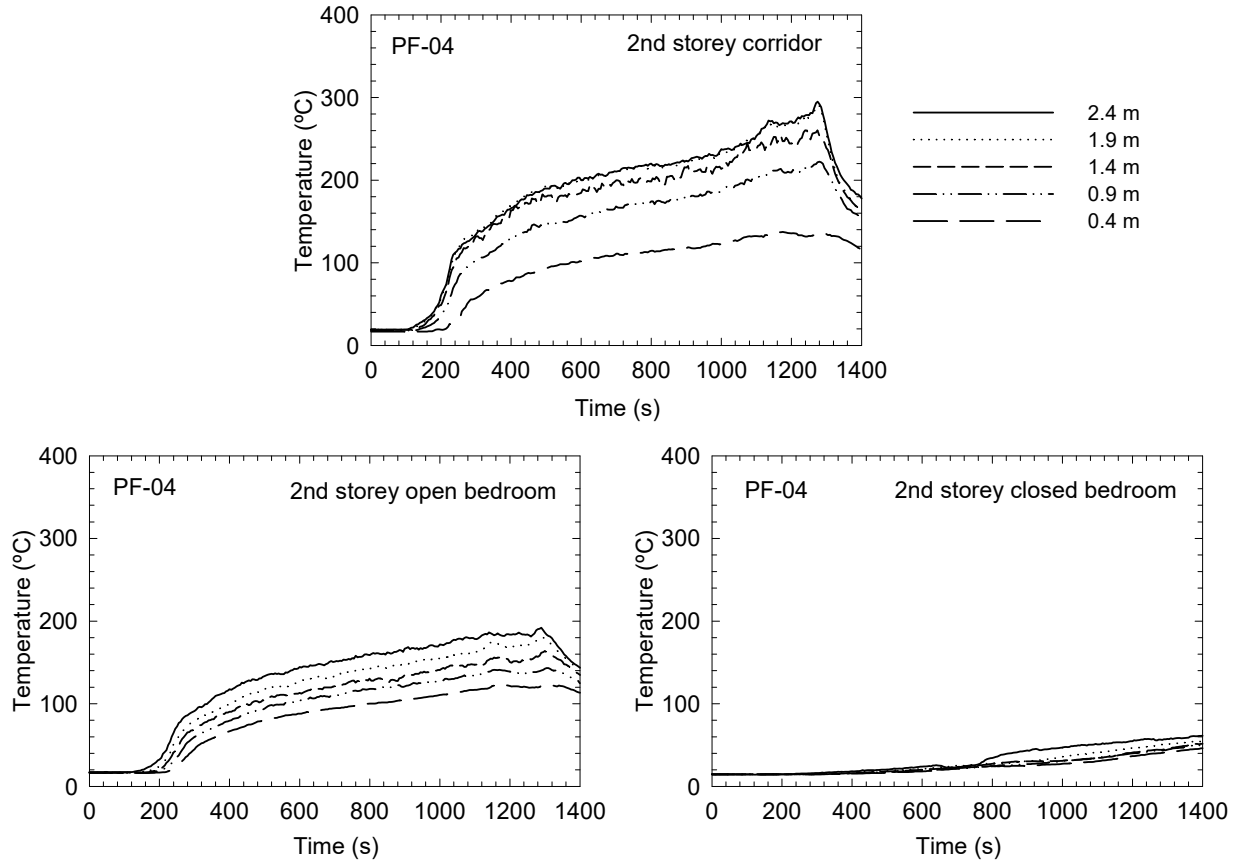 400
300
200
100
0
Temperature (ºC)
PF-04
2nd storey corridor
0 200 400 600 800 1000 1200 1400
Time (s)
2.4 m
1.9 m
1.4 m
0.9 m
0.4 m
400
300
200
100
0
Temperature (ºC)
PF-04
2nd storey open bedroom
0 200 400 600 800 1000 1200 1400
Time (s)
400
300
200
100
0
Temperature (ºC)
PF-04
2nd storey closed bedroom
0 200 400 600 800 1000 1200 1400
Time (s)